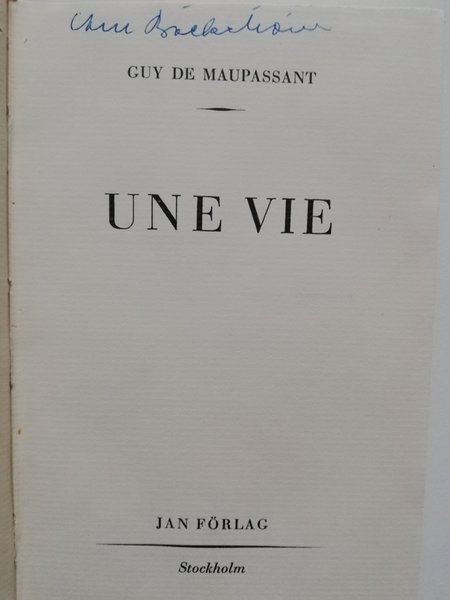 GUY DE MAUPASSANT
UNE VIE
JAN FÖRLAG
Stockholm